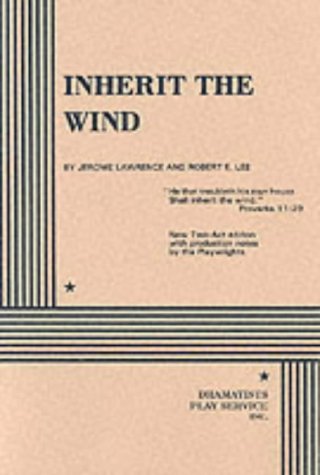 INHERIT THE
WIND
BY JEROME LAWRENCE AND ROBERT E. LEE
"He that troubleth his own house
Shall inherit the wind."
Proverbs 11:29
New Two-Act edition
with production notes
by the Playwrights
DRAMATISTS
PLAY SERVICE
INC.